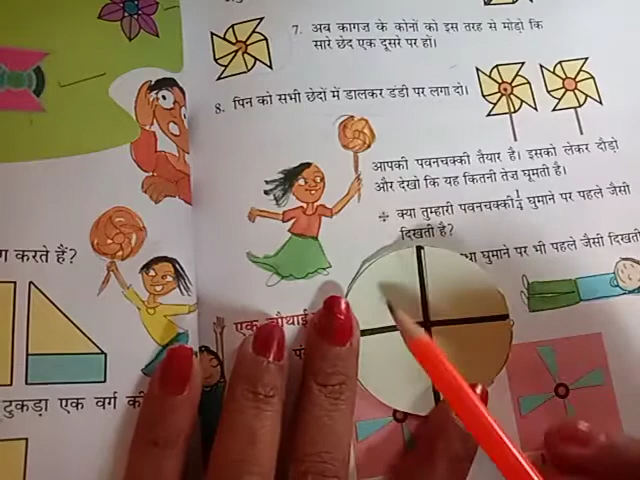 7. अब कागज के कोनों को इस तरह से मोड़ो कि
सारे छेद एक दूसरे पर हों।
8. पिन को सभी छेदों में डालकर डंडी पर लगा दो।
आपकी पवनचक्की तैयार है। इसको लेकर दौड़ो
और देखो कि यह कितनी तेज घूमती है।
क्या तुम्हारी पवनचक्की 1/4 घुमाने पर पहले जैसी
दिखती है?
घुमाने पर भी पहले जैसी दिखती
एक चौथाई
करते हैं?
टुकड़ा एक वर्ग की